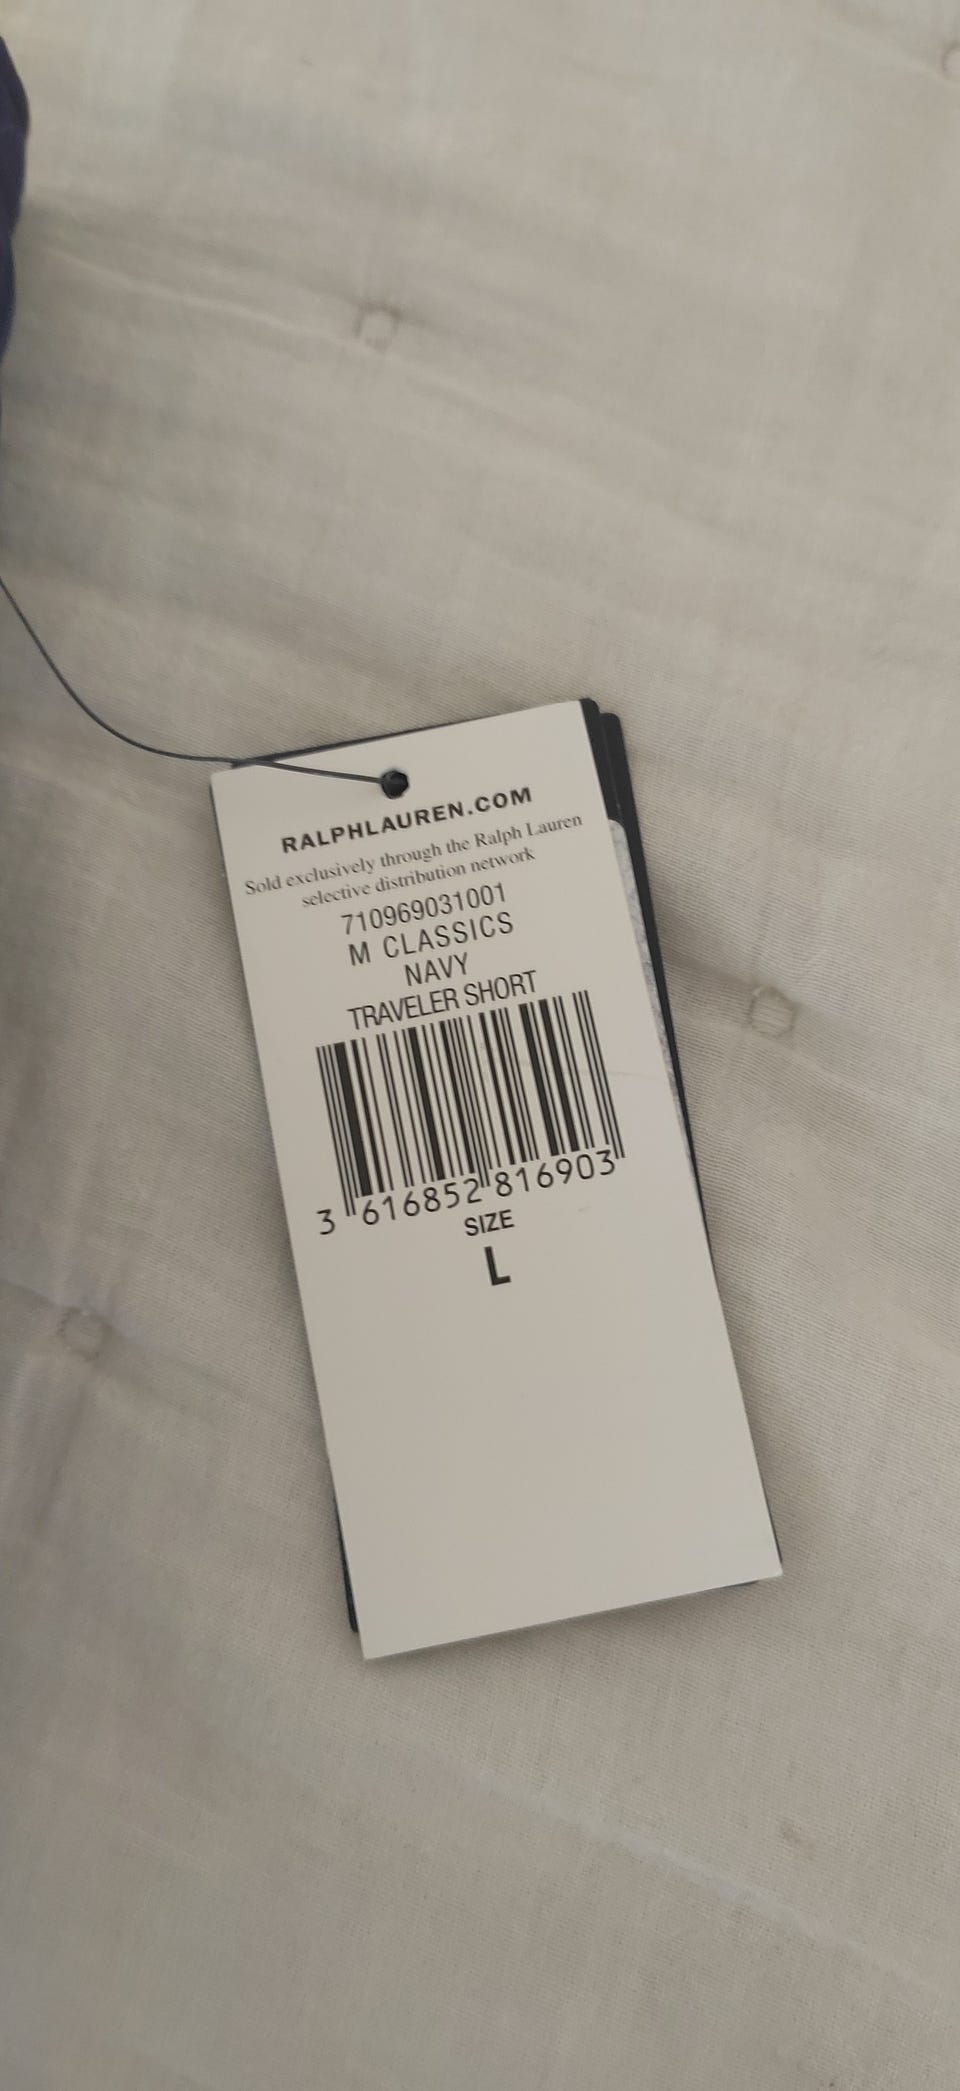 RALPHLAUREN.COM
Sold exclusively through the Ralph Lauren
selective distribution network
710969031001
M CLASSICS
NAVY
TRAVELER SHORT
3 616852 816903
SIZE
L